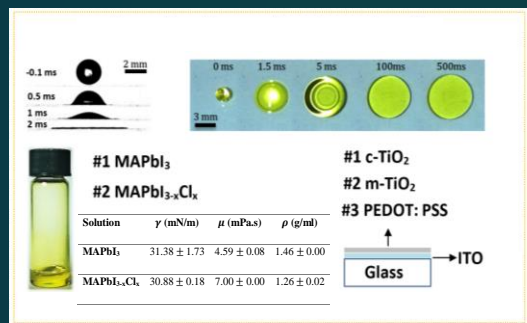 -0.1 ms
0.5 ms
1 ms
2 ms
2 mm
0 ms 1.5 ms 5 ms 100ms 500ms
3 mm
#1 MAPbI₃
#2 MAPbI₃₋ₓClₓ
Solution γ (mN/m) μ (mPa.s) ρ (g/ml)
MAPbI₃ 31.38 ± 1.73 4.59 ± 0.08 1.46 ± 0.00
MAPbI₃₋ₓClₓ 30.88 ± 0.18 7.00 ± 0.00 1.26 ± 0.02
#1 c-TiO₂
#2 m-TiO₂
#3 PEDOT: PSS
ITO
Glass